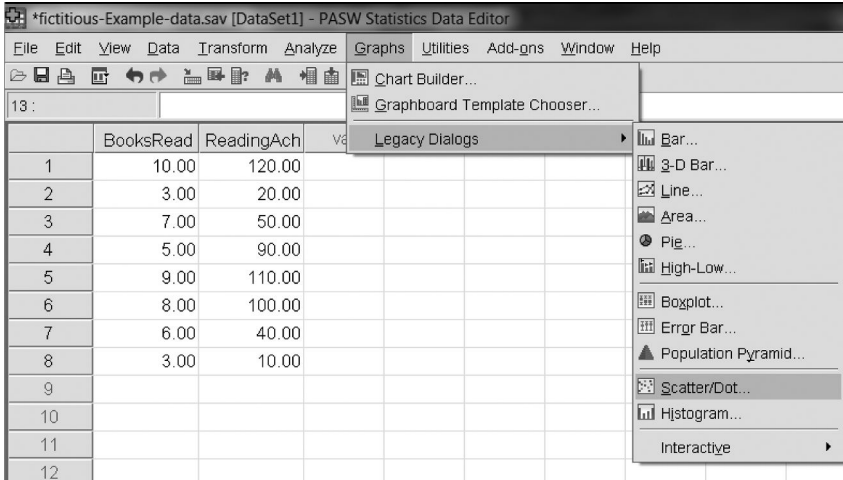 *fictitious-Example-data.sav [DataSet1] - PASW Statistics Data Editor
File Edit View Data Transform Analyze Graphs Utilities Add-ons Window Help
Chart Builder...
13 :
Graphboard Template Chooser...
BooksRead ReadingAch va Legacy Dialogs Bar...
1 10.00 120.00 3-D Bar...
2 3.00 20.00 Line...
3 7.00 50.00 Area...
4 5.00 90.00 Pie...
5 9.00 110.00 High-Low...
6 8.00 100.00 Boxplot...
7 6.00 40.00 Error Bar...
8 3.00 10.00 Population Pyramid...
9 Scatter/Dot...
10 Histogram...
11 Interactive
12